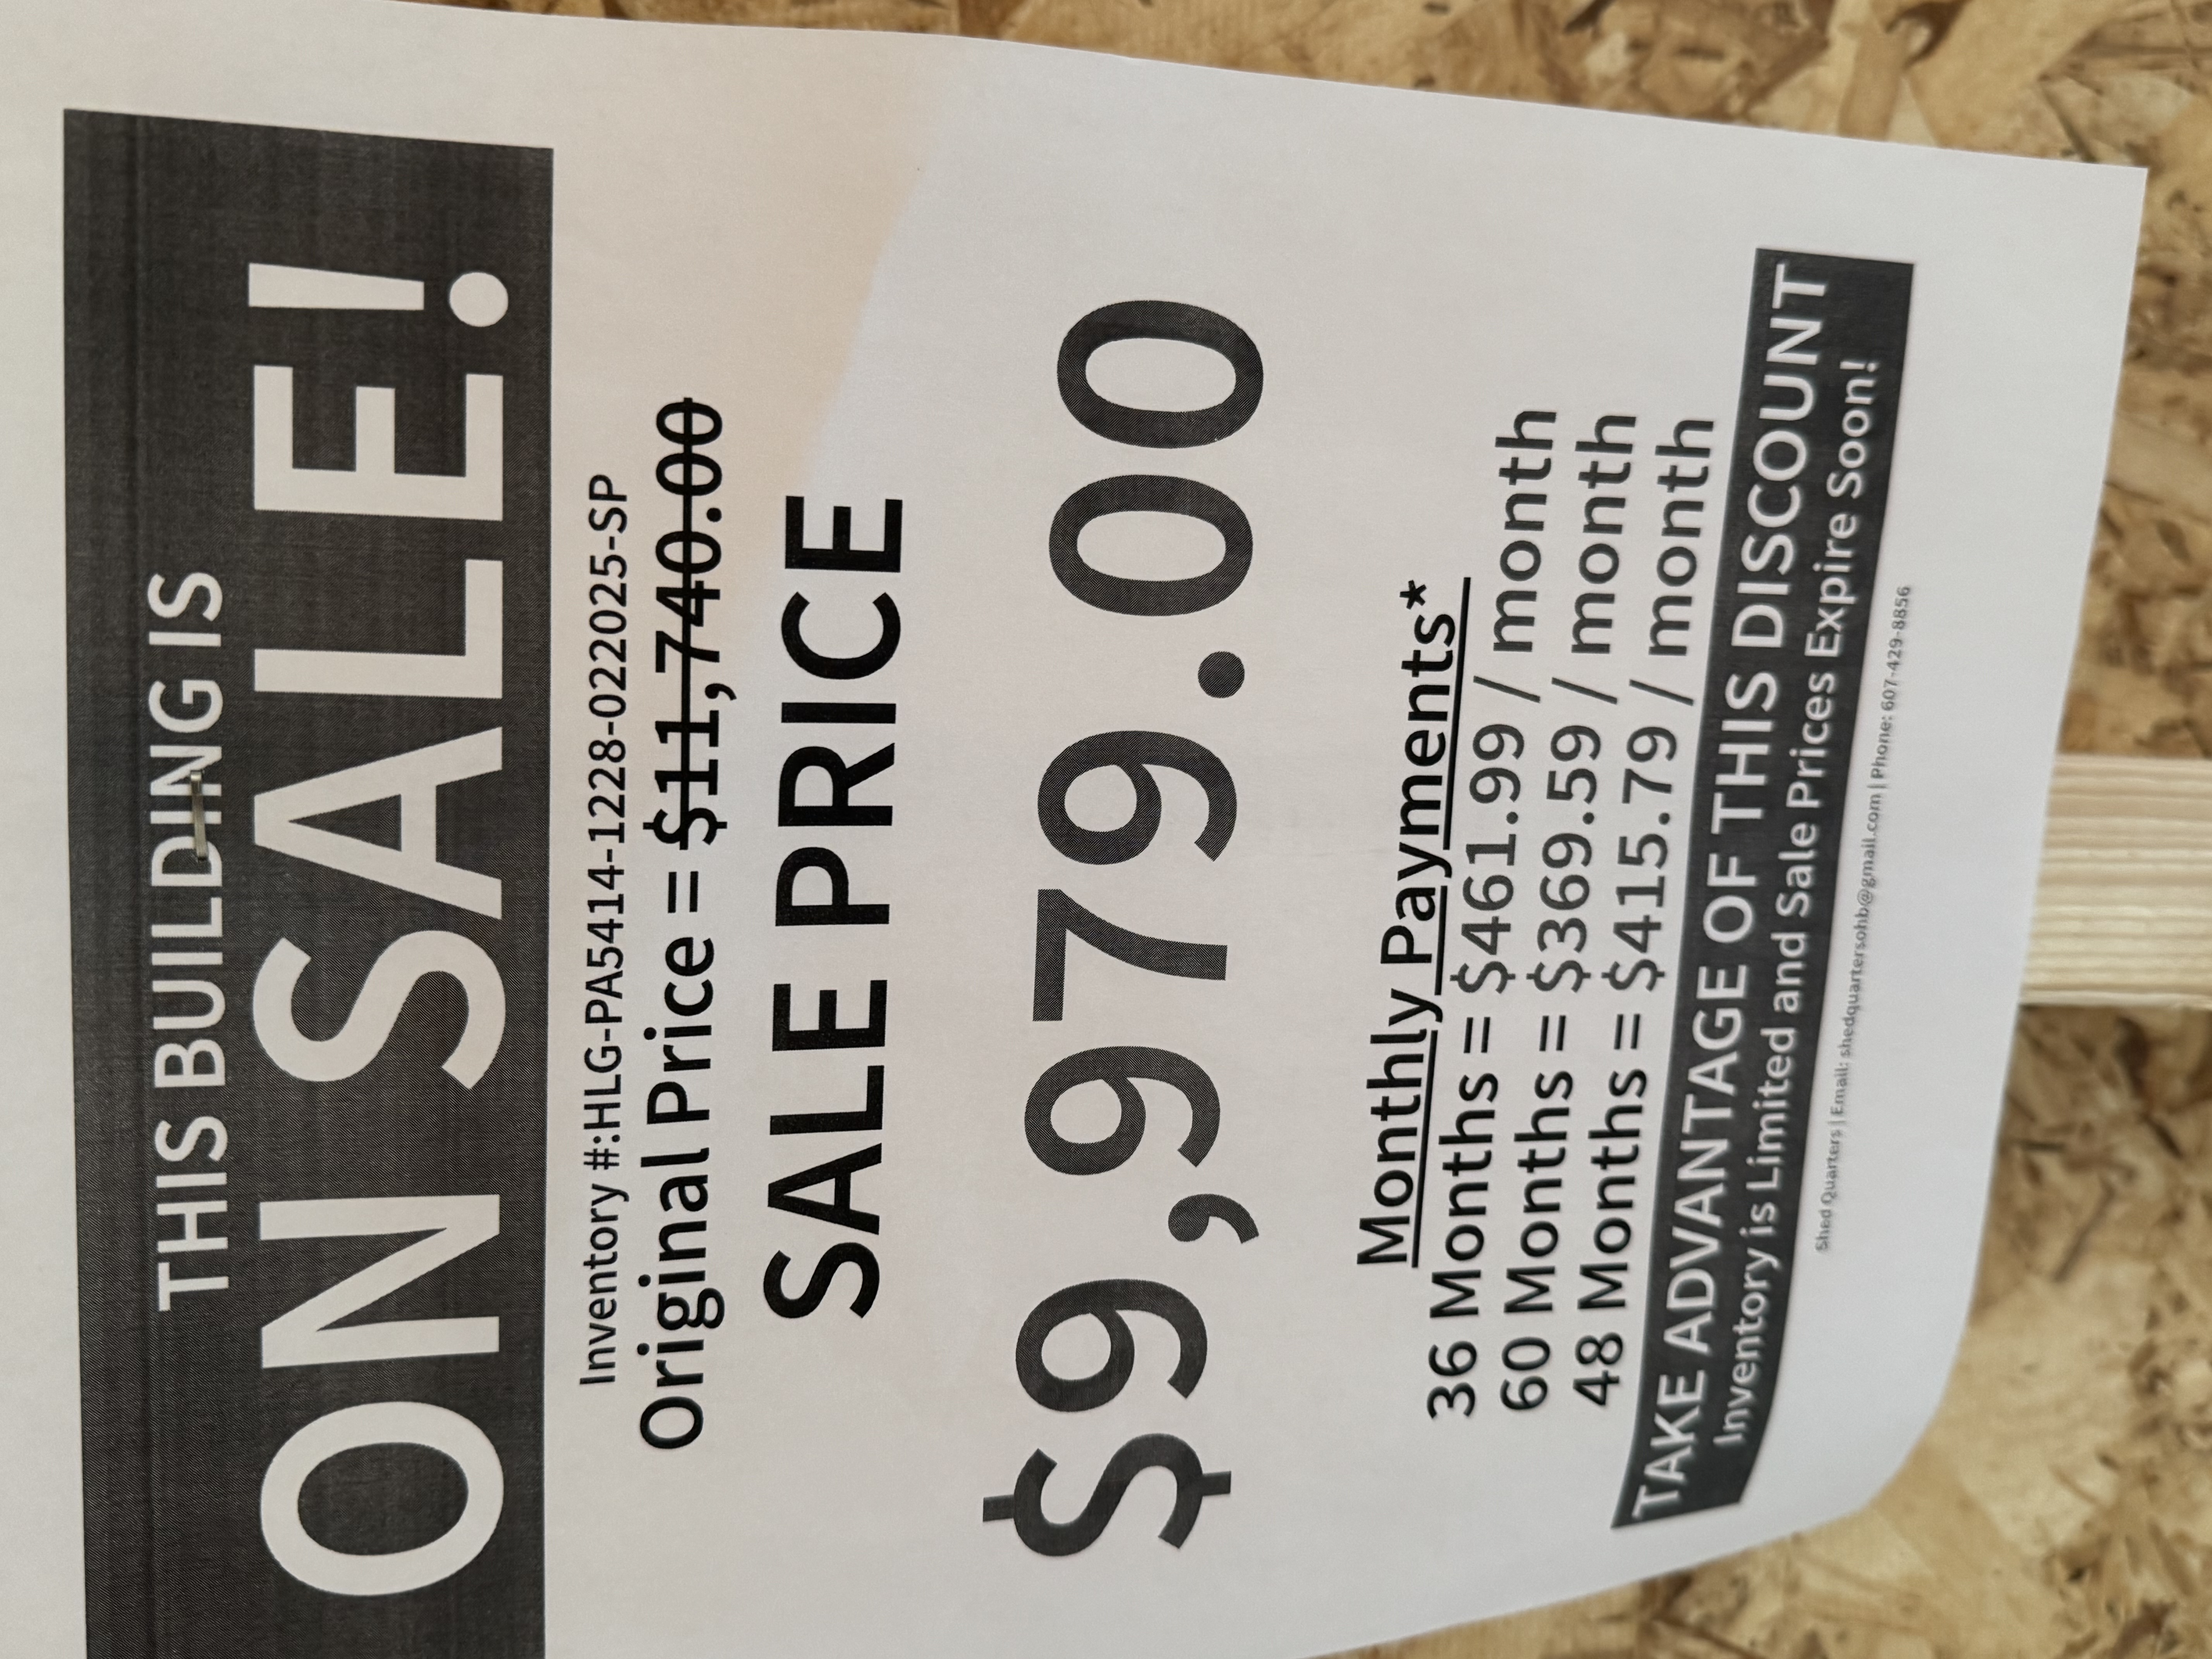 THIS BUILDING IS
ON SALE!
Inventory #:HLG-PA5414-1228-022025-SP
Original Price = $11,740.00
SALE PRICE
$9,979.00
Monthly Payments*
36 Months = $461.99 / month
60 Months = $369.59 / month
48 Months = $415.79 / month
TAKE ADVANTAGE OF THIS DISCOUNT
Inventory is Limited and Sale Prices Expire Soon!
Shed Quarters | Email: shedquartersohb@gmail.com | Phone: 607-429-8856